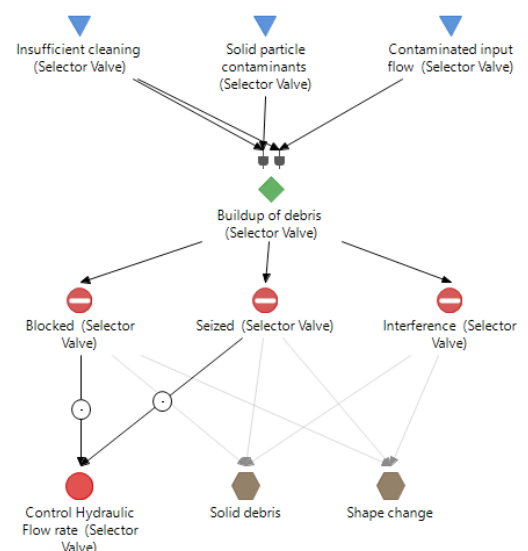 Insufficient cleaning
(Selector Valve)
Solid particle
contaminants
(Selector Valve)
Contaminated input
flow (Selector Valve)
Buildup of debris
(Selector Valve)
Blocked (Selector
Valve)
Seized (Selector Valve)
Interference (Selector
Valve)
Control Hydraulic
Flow rate (Selector
Valve)
Solid debris
Shape change